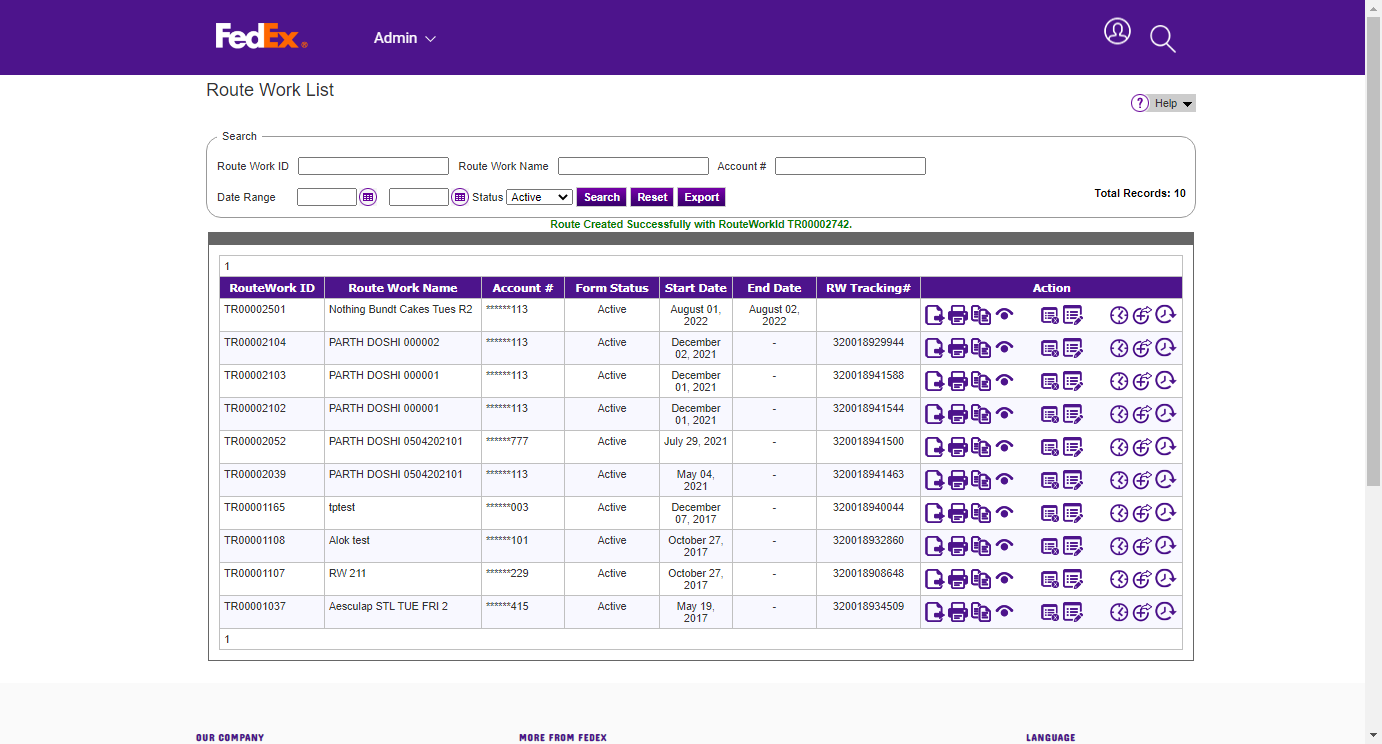 FedEx® Admin
Route Work List
? Help
Search
Route Work ID Route Work Name Account #
Date Range Status Active Search Reset Export Total Records: 10
Route Created Successfully with RouteWorkId TR00002742.
1
RouteWork ID Route Work Name Account # Form Status Start Date End Date RW Tracking# Action
TR00002501 Nothing Bundt Cakes Tues R2 ******113 Active August 01, 2022 August 02, 2022
TR00002104 PARTH DOSHI 000002 ******113 Active December 02, 2021 - 320018929944
TR00002103 PARTH DOSHI 000001 ******113 Active December 01, 2021 - 320018941588
TR00002102 PARTH DOSHI 000001 ******113 Active December 01, 2021 - 320018941544
TR00002052 PARTH DOSHI 0504202101 ******777 Active July 29, 2021 - 320018941500
TR00002039 PARTH DOSHI 0504202101 ******113 Active May 04, 2021 - 320018941463
TR00001165 tptest ******003 Active December 07, 2017 - 320018940044
TR00001108 Alok test ******101 Active October 27, 2017 - 320018932860
TR00001107 RW 211 ******229 Active October 27, 2017 - 320018908648
TR00001037 Aesculap STL TUE FRI 2 ******415 Active May 19, 2017 - 320018934509
1
OUR COMPANY MORE FROM FEDEX LANGUAGE